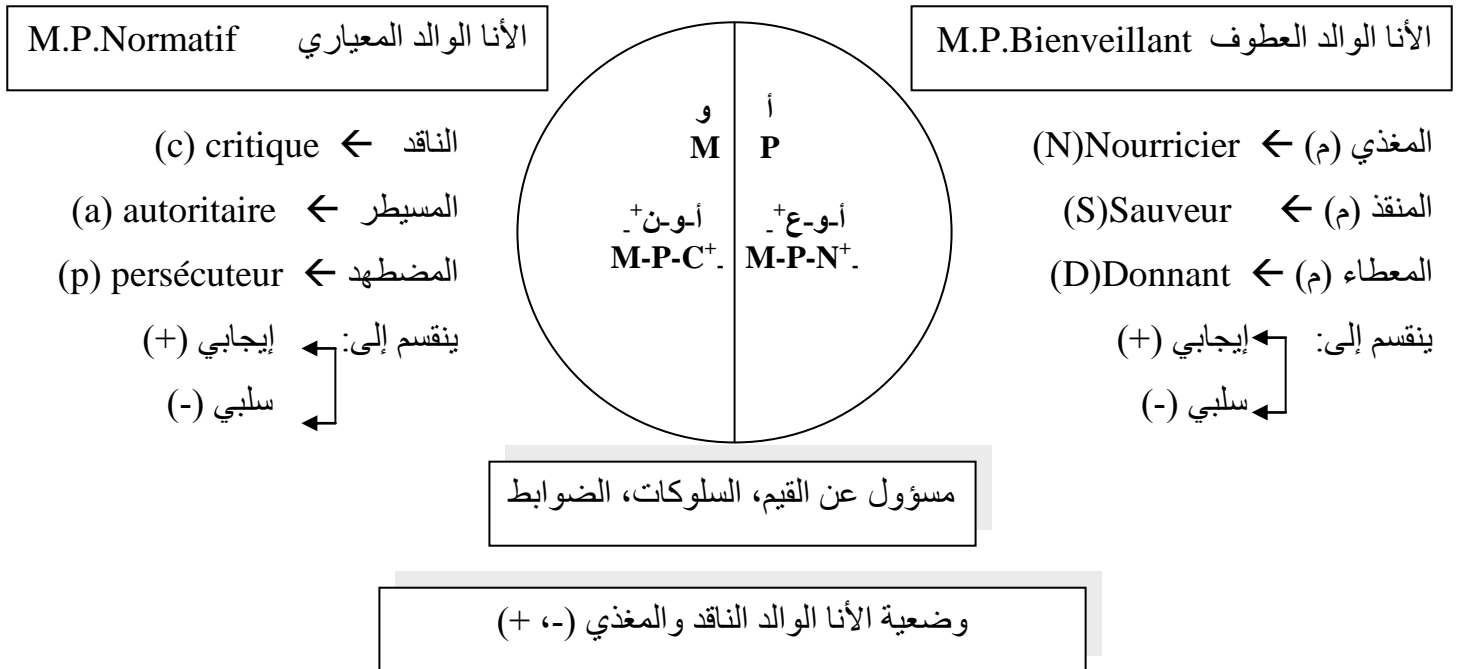 الأنا الوالد العطوف M.P.Bienveillant
المغذي (م) ← Nourricier(N)
المنقذ (م) ← Sauveur(S)
المعطاء (م) ← Donnant(D)
ينقسم إلى: إيجابي (+)
سلبي (-)
أ و
M P
أ-و-ع+-
M-P-N+-
أ-و-ن+-
M-P-C+-
الأنا الوالد المعياري M.P.Normatif
الناقد ← critique (c)
المسيطر ← autoritaire (a)
المضطهد ← persécuteur (p)
ينقسم إلى: إيجابي (+)
سلبي (-)
مسؤول عن القيم، السلوكات، الضوابط
وضعية الأنا الوالد الناقد والمغذي (-، +)